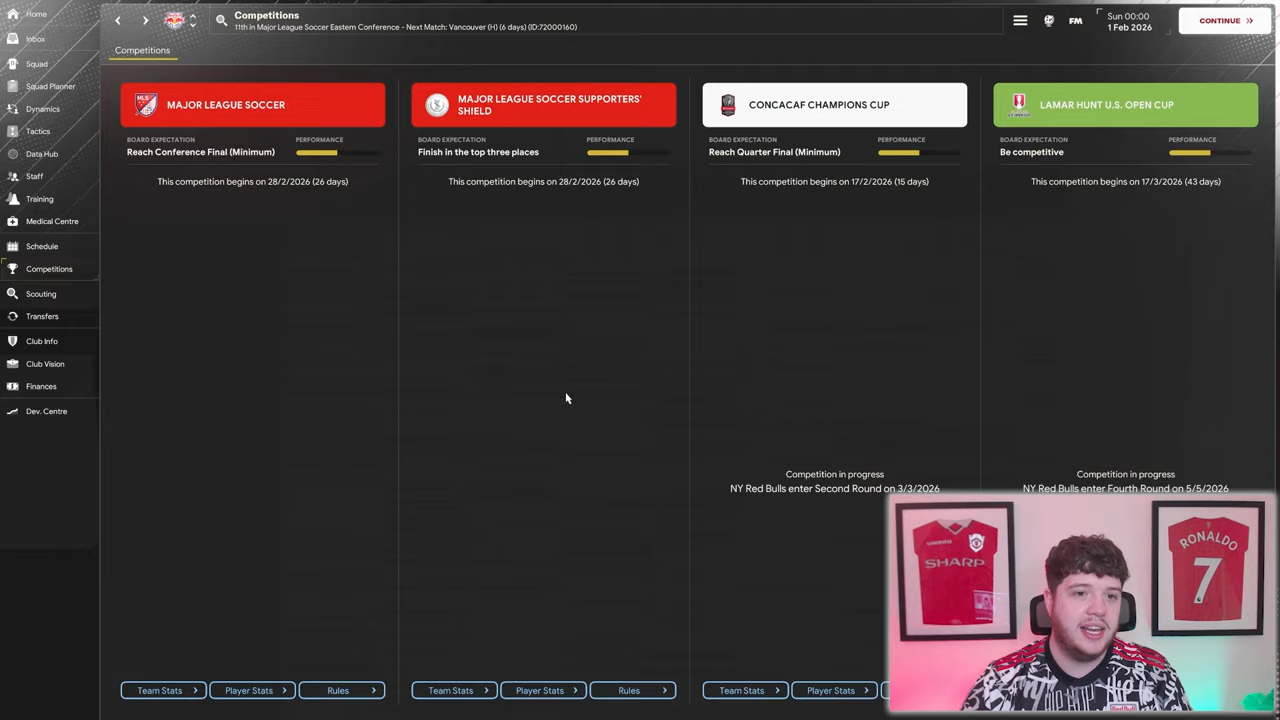 Home
Inbox
Squad
Squad Planner
Dynamics
Tactics
Data Hub
Staff
Training
Medical Centre
Schedule
Competitions
Scouting
Transfers
Club Info
Club Vision
Finances
Dev. Centre
Competitions
11th in Major League Soccer Eastern Conference - Next Match: Vancouver (H) (6 days) (ID:72000160)
FM
Sun 00:00
1 Feb 2026
CONTINUE
Competitions
MLS
MAJOR LEAGUE SOCCER
BOARD EXPECTATION
PERFORMANCE
Reach Conference Final (Minimum)
This competition begins on 28/2/2026 (26 days)
Team Stats
Player Stats
Rules
MAJOR LEAGUE SOCCER SUPPORTERS'
SHIELD
BOARD EXPECTATION
PERFORMANCE
Finish in the top three places
This competition begins on 28/2/2026 (26 days)
Team Stats
Player Stats
Rules
CONCACAF CHAMPIONS CUP
BOARD EXPECTATION
PERFORMANCE
Reach Quarter Final (Minimum)
This competition begins on 17/2/2026 (15 days)
Competition in progress
NY Red Bulls enter Second Round on 3/3/2026
Team Stats
Player Stats
LAMAR HUNT U.S. OPEN CUP
BOARD EXPECTATION
PERFORMANCE
Be competitive
This competition begins on 17/3/2026 (43 days)
Competition in progress
NY Red Bulls enter Fourth Round on 5/5/2026
SHARP
RONALDO
7